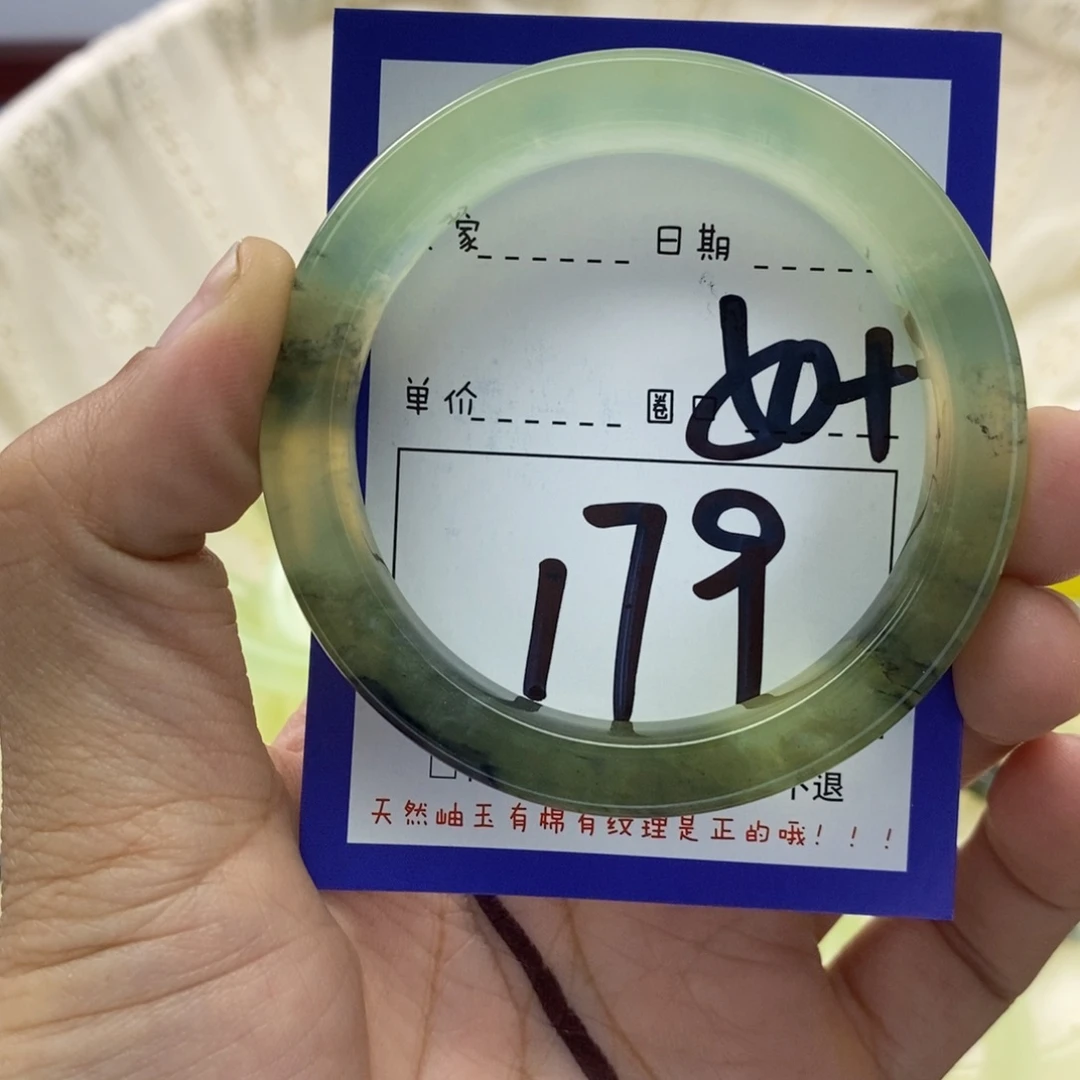 家 日期
单价 圈口 60+
179
不退
天然岫玉有棉有纹理是正的哦！！！